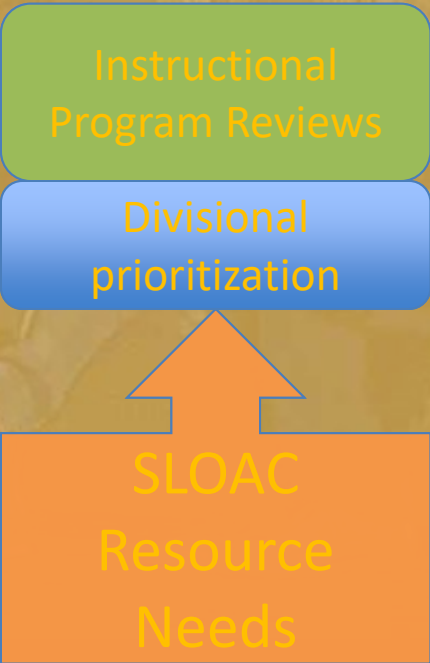 Instructional
Program Reviews
Divisional
prioritization
SLOAC
Resource
Needs